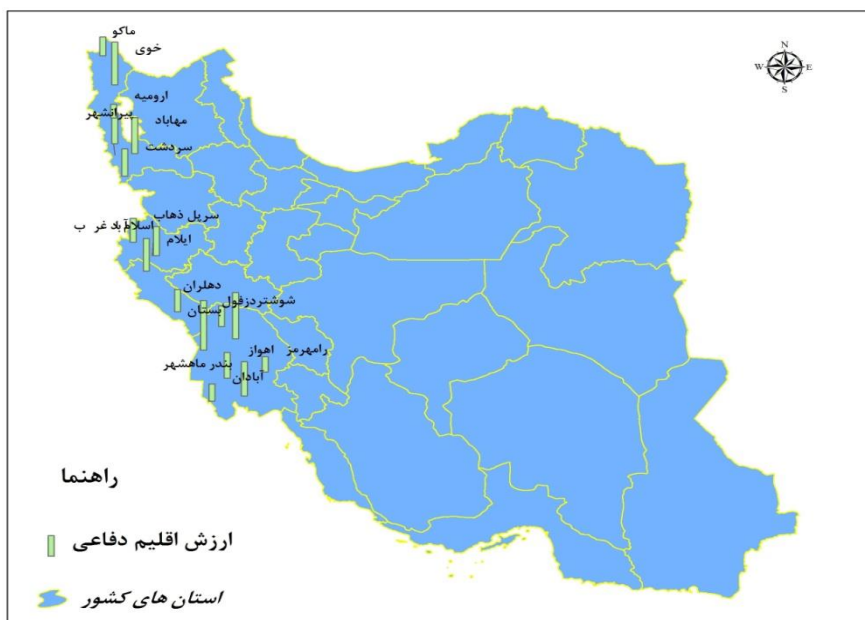 ماکو
خوی
N
W E
S
ارومیه
پیرانشهر
مهاباد
سردشت
سرپل ذهاب
اسلام‌آباد غر ب
ایلام
دهلران
شوشتر
دزفول
بستان
رامهرمز
اهواز
بندر ماهشهر
آبادان
راهنما
ارزش اقلیم دفاعی
استان های کشور